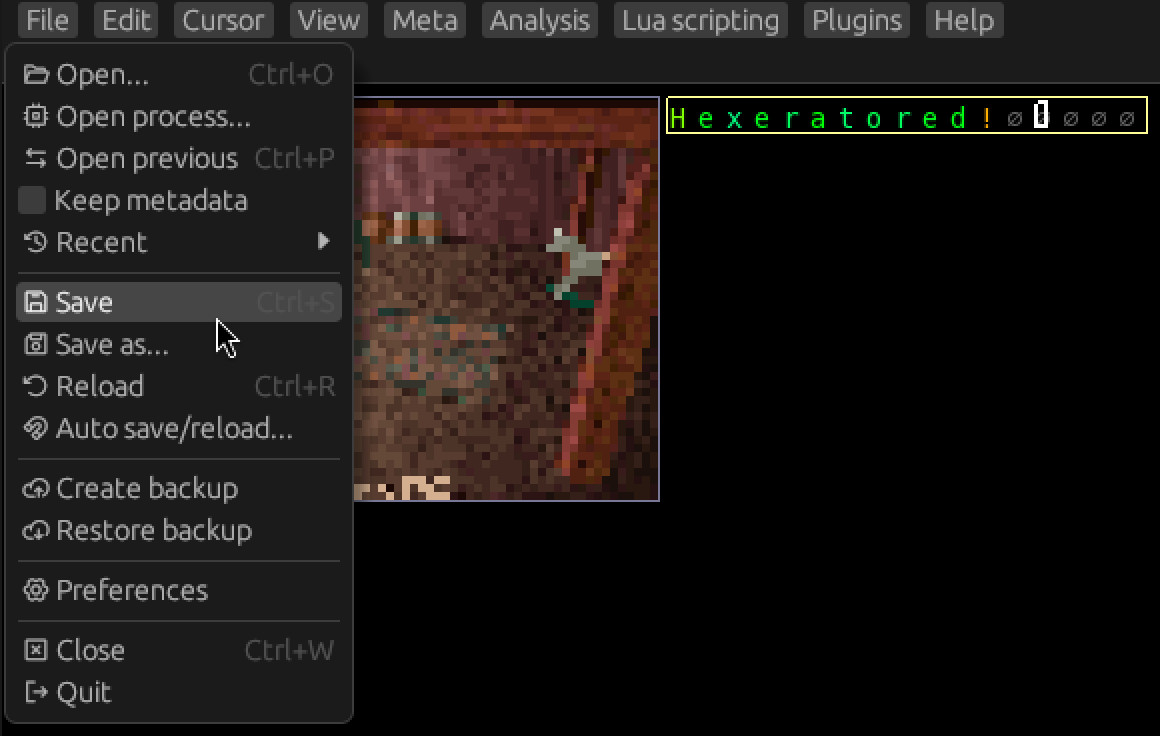 File Edit Cursor View Meta Analysis Lua scripting Plugins Help
Open... Ctrl+O
Open process...
Open previous Ctrl+P
Keep metadata
Recent
Save Ctrl+S
Save as...
Reload Ctrl+R
Auto save/reload...
Create backup
Restore backup
Preferences
Close Ctrl+W
Quit
Hexeratored!